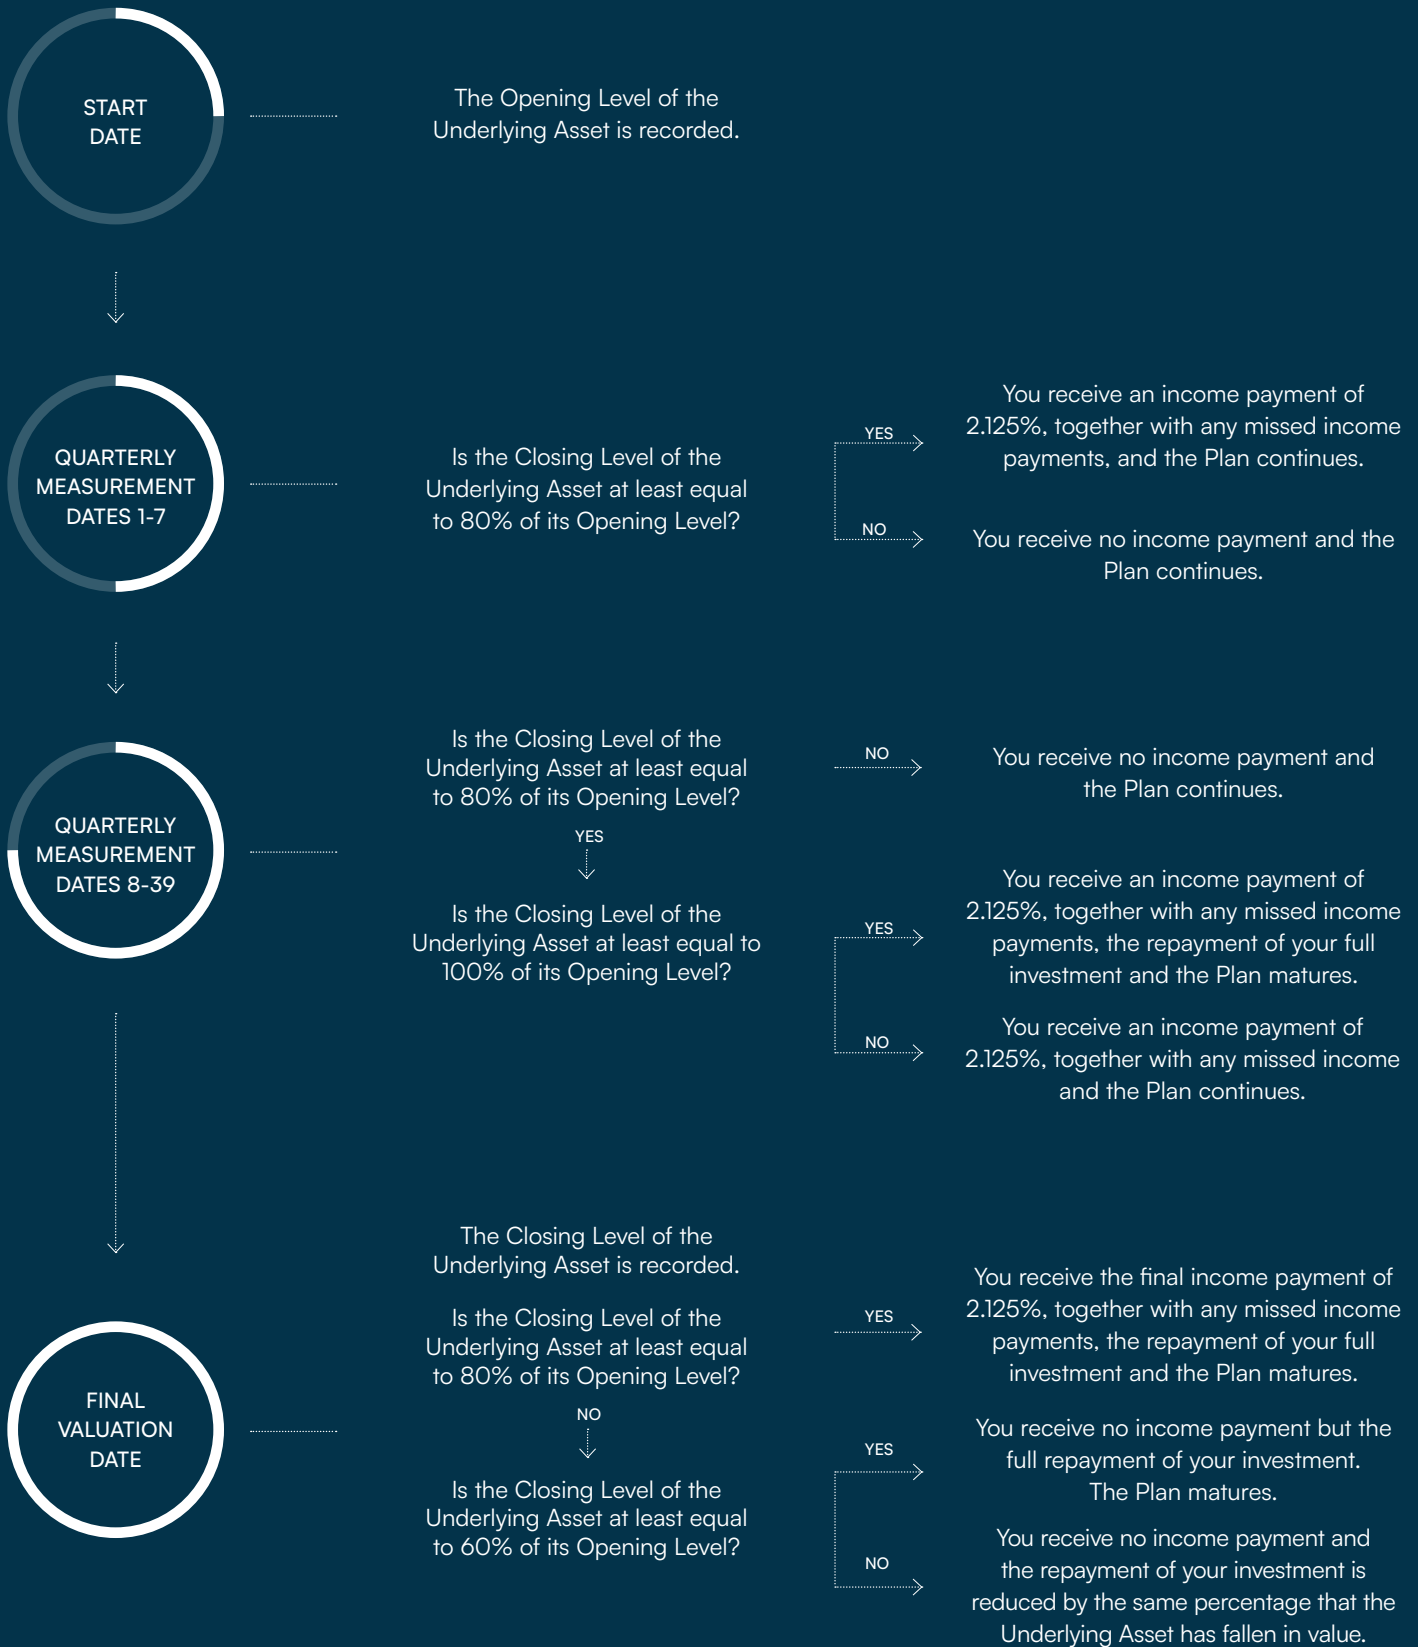 START
DATE
The Opening Level of the
Underlying Asset is recorded.
QUARTERLY
MEASUREMENT
DATES 1-7
Is the Closing Level of the
Underlying Asset at least equal
to 80% of its Opening Level?
YES
You receive an income payment of
2.125%, together with any missed income
payments, and the Plan continues.
NO
You receive no income payment and the
Plan continues.
QUARTERLY
MEASUREMENT
DATES 8-39
Is the Closing Level of the
Underlying Asset at least equal
to 80% of its Opening Level?
NO
You receive no income payment and
the Plan continues.
YES
Is the Closing Level of the
Underlying Asset at least equal to
100% of its Opening Level?
YES
You receive an income payment of
2.125%, together with any missed income
payments, the repayment of your full
investment and the Plan matures.
NO
You receive an income payment of
2.125%, together with any missed income
and the Plan continues.
FINAL
VALUATION
DATE
The Closing Level of the
Underlying Asset is recorded.
Is the Closing Level of the
Underlying Asset at least equal
to 80% of its Opening Level?
YES
You receive the final income payment of
2.125%, together with any missed income
payments, the repayment of your full
investment and the Plan matures.
NO
Is the Closing Level of the
Underlying Asset at least equal
to 60% of its Opening Level?
YES
You receive no income payment but the
full repayment of your investment.
The Plan matures.
NO
You receive no income payment and
the repayment of your investment is
reduced by the same percentage that the
Underlying Asset has fallen in value.